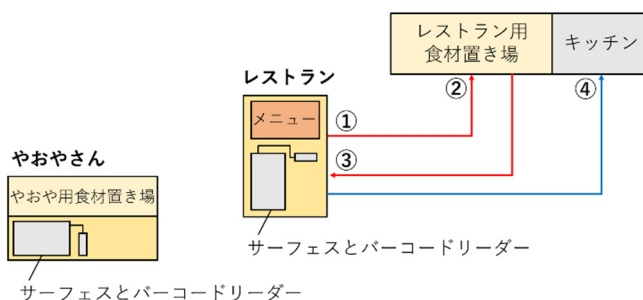 レストラン用
食材置き場
キッチン
②
④
レストラン
メニュー
①
③
やおやさん
やおや用食材置き場
サーフェスとバーコードリーダー
サーフェスとバーコードリーダー